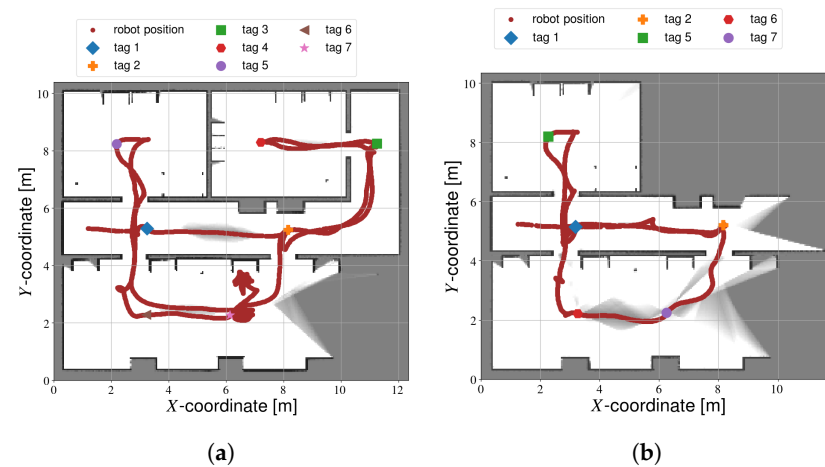 robot position
tag 1
tag 2
tag 3
tag 4
tag 5
tag 6
tag 7
10
8
6
4
2
0
Y-coordinate [m]
0 2 4 6 8 10 12
X-coordinate [m]
(a)
robot position
tag 1
tag 2
tag 5
tag 6
tag 7
10
8
6
4
2
0
Y-coordinate [m]
0 2 4 6 8 10
X-coordinate [m]
(b)